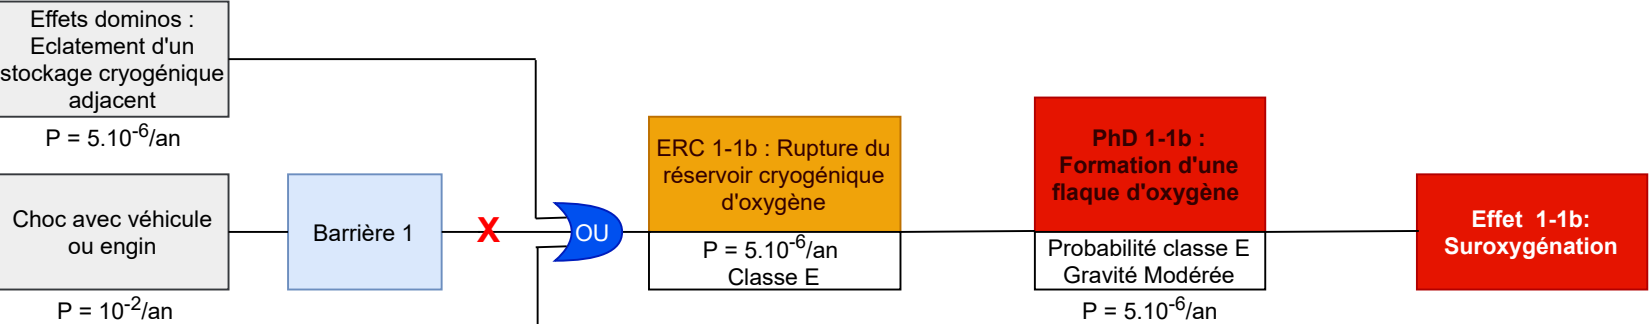 Effets dominos :
Eclatement d'un
stockage cryogénique
adjacent
P = 5.10-6/an
Choc avec véhicule
ou engin
P = 10-2/an
Barrière 1
X
OU
ERC 1-1b : Rupture du
réservoir cryogénique
d'oxygène
P = 5.10-6/an
Classe E
PhD 1-1b :
Formation d'une
flaque d'oxygène
Probabilité classe E
Gravité Modérée
P = 5.10-6/an
Effet 1-1b:
Suroxygénation